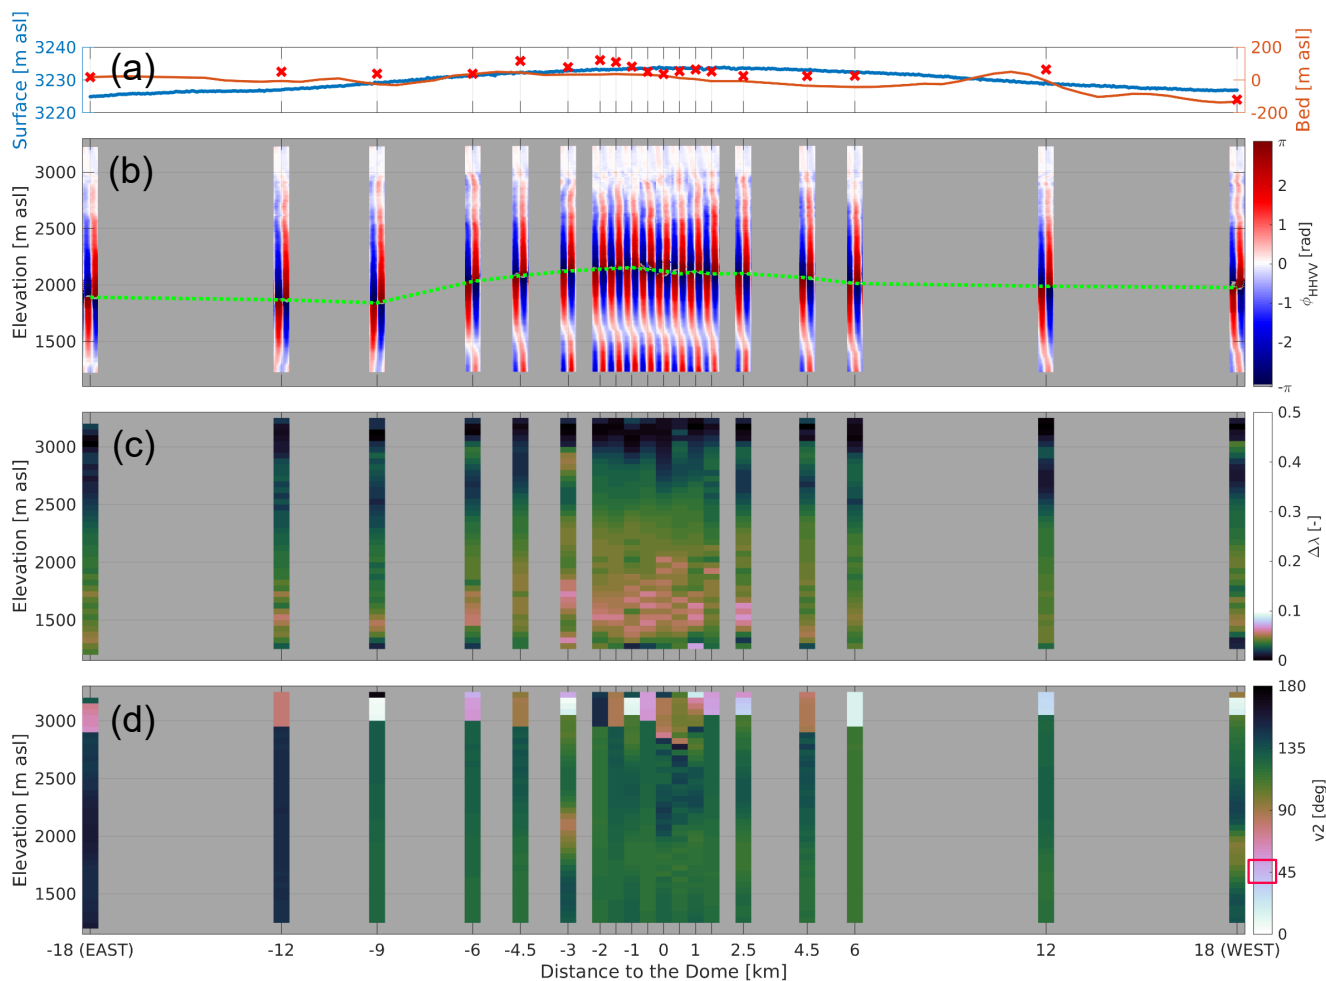 (a)
Surface [m asl]
3240
3230
3220
200
0
-200
Bed [m asl]
(b)
Elevation [m asl]
3000
2500
2000
1500
π
2
1
0
-1
-2
-π
ϕHHVV [rad]
(c)
Elevation [m asl]
3000
2500
2000
1500
0.5
0.4
0.3
0.2
0.1
0
Δλ [-]
(d)
Elevation [m asl]
3000
2500
2000
1500
180
135
90
45
0
v2 [deg]
-18 (EAST) -12 -9 -6 -4.5 -3 -2 -1 0 1 2.5 4.5 6 12 18 (WEST)
Distance to the Dome [km]